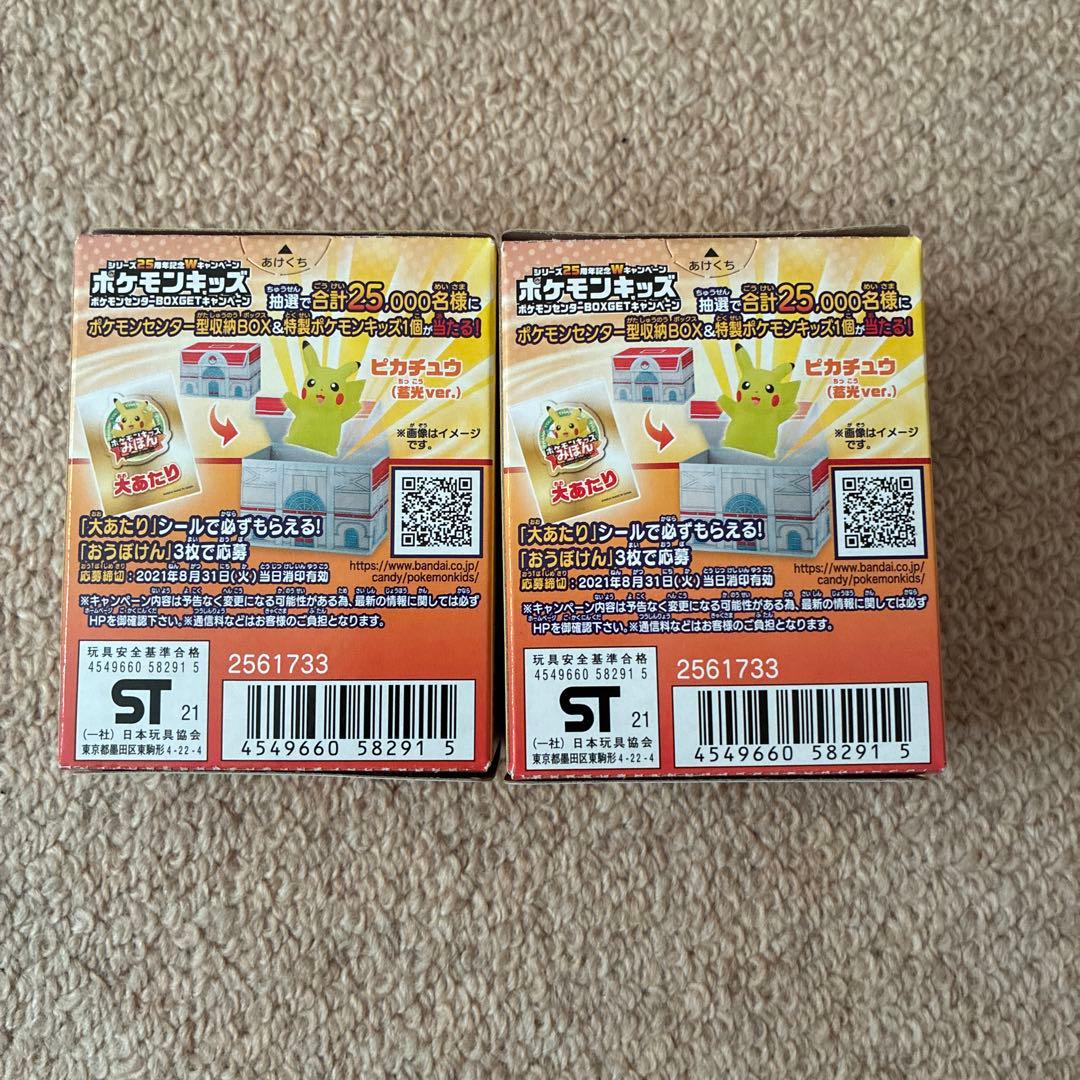 あけくち
シリーズ25周年記念Wキャンペーン
ポケモンキッズ
ポケモンセンターBOXGETキャンペーン
抽選で合計25,000名様に
ポケモンセンター型収納BOX&特製ポケモンキッズ1個が当たる!
ピカチュウ
(蓄光ver.)
※画像はイメージ
です。
ポケモンキッズ
みほん
大あたり
「大あたり」シールで必ずもらえる!
「おうぼけん」3枚で応募
応募締切:2021年8月31日(火)当日消印有効
https://www.bandai.co.jp/
candy/pokemonkids/
※キャンペーン内容は予告なく変更になる可能性がある為、最新の情報に関しては必ず
HPを御確認下さい。※通信料などはお客様のご負担となります。
玩具安全基準合格
4549660 58291 5
ST 21
(一社)日本玩具協会
東京都墨田区東駒形4-22-4
2561733
4549660 58291 5
あけくち
シリーズ25周年記念Wキャンペーン
ポケモンキッズ
ポケモンセンターBOXGETキャンペーン
抽選で合計25,000名様に
ポケモンセンター型収納BOX&特製ポケモンキッズ1個が当たる!
ピカチュウ
(蓄光ver.)
※画像はイメージ
です。
ポケモンキッズ
みほん
大あたり
「大あたり」シールで必ずもらえる!
「おうぼけん」3枚で応募
応募締切:2021年8月31日(火)当日消印有効
https://www.bandai.co.jp/
candy/pokemonkids/
※キャンペーン内容は予告なく変更になる可能性がある為、最新の情報に関しては必ず
HPを御確認下さい。※通信料などはお客様のご負担となります。
玩具安全基準合格
4549660 58291 5
ST 21
(一社)日本玩具協会
東京都墨田区東駒形4-22-4
2561733
4549660 58291 5